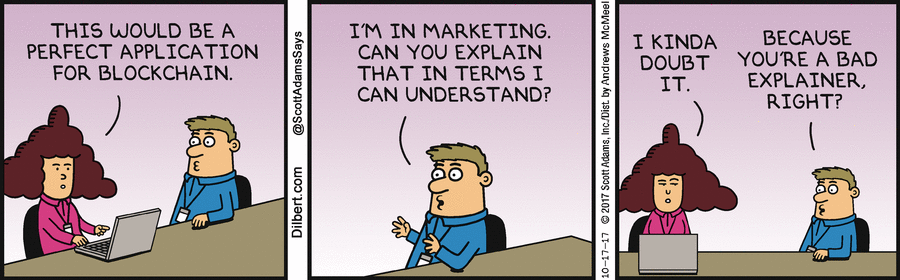 THIS WOULD BE A
PERFECT APPLICATION
FOR BLOCKCHAIN.
Dilbert.com @ScottAdamsSays
I'M IN MARKETING.
CAN YOU EXPLAIN
THAT IN TERMS I
CAN UNDERSTAND?
10-17-17 © 2017 Scott Adams, Inc./Dist. by Andrews McMeel
I KINDA
DOUBT
IT.
BECAUSE
YOU'RE A BAD
EXPLAINER,
RIGHT?